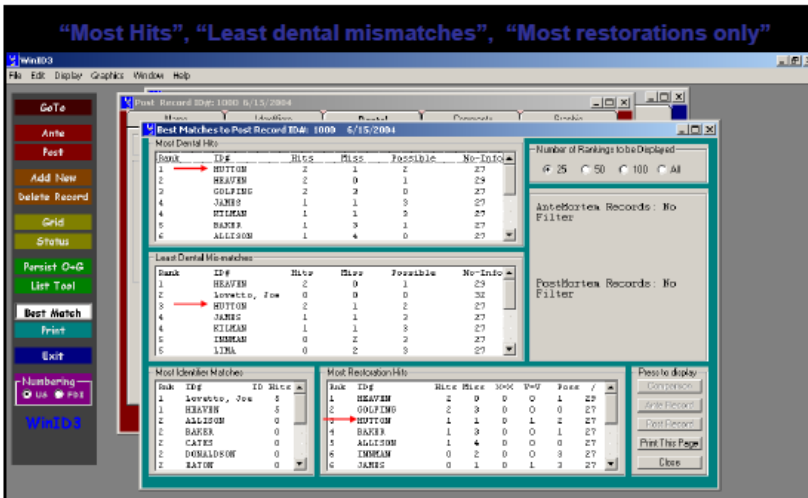 “Most Hits”, “Least dental mismatches”, “Most restorations only”
WinID3
File Edit Display Graphics Window Help
GoTo
Ante
Post
Add New
Delete Record
Grid
Status
Persist O+G
List Tool
Best Match
Print
Exit
Numbering
US FDI
WinID3
Post Record ID#: 1000 6/15/2004
Best Matches to Post Record ID#: 1000 6/15/2004
Most Dental Hits
Rank ID# Hits Miss Possible No-Info
1 HUTTON 2 1 2 27
2 HEAVEN 2 0 1 29
3 GOLFING 2 3 0 27
4 JAMES 1 1 3 27
4 KILMAN 1 1 3 27
5 BAKER 1 3 1 27
6 ALLISON 1 4 0 27
Least Dental Mismatches
Rank ID# Hits Miss Possible No-Info
1 HEAVEN 2 0 1 29
2 Lovetto, Joe 0 0 0 32
3 HUTTON 2 1 2 27
4 JAMES 1 1 3 27
4 KILMAN 1 1 3 27
5 INNMAN 0 2 3 27
5 LIMA 0 2 3 27
Most Identifier Matches
Rnk ID# ID Hits
1 Lovetto, Joe 5
1 HEAVEN 5
2 ALLISON 0
2 BAKER 0
2 CATES 0
2 DONALDSON 0
2 EATON 0
Most Restoration Hits
Rnk ID# Hits Miss X=X V=V Poss /
1 HEAVEN 2 0 0 0 1 29
2 GOLFING 2 3 0 0 0 27
3 HUTTON 1 1 0 1 2 27
4 BAKER 1 3 0 0 1 27
5 ALLISON 1 4 0 0 0 27
6 INNMAN 0 2 0 0 3 27
6 JAMES 0 1 0 1 3 27
Number of Rankings to be Displayed
25 50 100 All
AnteMortem Records: No
Filter
PostMortem Records: No
Filter
Press to display
Comparison
Ante Record
Post Record
Print This Page
Close